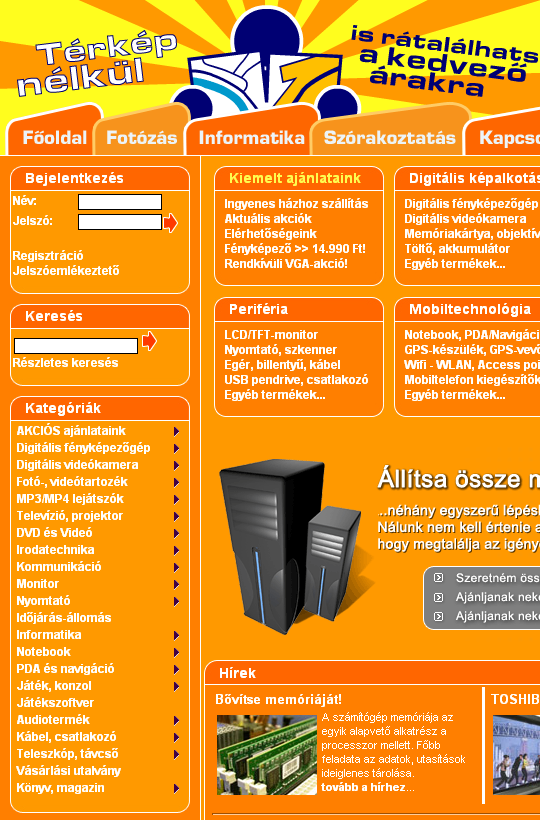 Térkép
nélkül
is rátalálhats
a kedvező
árakra
Főoldal
Fotózás
Informatika
Szórakoztatás
Kapcso
Bejelentkezés
Név:
Jelszó:
Regisztráció
Jelszóemlékeztető
Keresés
Részletes keresés
Kategóriák
AKCIÓS ajánlataink
Digitális fényképezőgép
Digitális videókamera
Fotó-, videótartozék
MP3/MP4 lejátszók
Televízió, projektor
DVD és Videó
Irodatechnika
Kommunikáció
Monitor
Nyomtató
Időjárás-állomás
Informatika
Notebook
PDA és navigáció
Játék, konzol
Játékszoftver
Audiotermék
Kábel, csatlakozó
Teleszkóp, távcső
Vásárlási utalvány
Könyv, magazin
Kiemelt ajánlataink
Ingyenes házhoz szállítás
Aktuális akciók
Elérhetőségeink
Fényképező >> 14.990 Ft!
Rendkívüli VGA-akció!
Digitális képalkotás
Digitális fényképezőgép
Digitális videókamera
Memóriakártya, objektív
Töltő, akkumulátor
Egyéb termékek...
Periféria
LCD/TFT-monitor
Nyomtató, szkenner
Egér, billentyű, kábel
USB pendrive, csatlakozó
Egyéb termékek...
Mobiltechnológia
Notebook, PDA/Navigáci
GPS-készülék, GPS-vevő
Wifi - WLAN, Access poi
Mobiltelefon kiegészítők
Egyéb termékek...
Állítsa össze m
...néhány egyszerű lépésb
Nálunk nem kell értenie a
hogy megtalálja az igénye
Szeretném öss
Ajánljanak neke
Ajánljanak neke
Hírek
Bővítse memóriáját!
A számítógép memóriája az
egyik alapvető alkatrész a
processzor mellett. Főbb
feladata az adatok, utasítások
ideiglenes tárolása.
tovább a hírhez...
TOSHIB